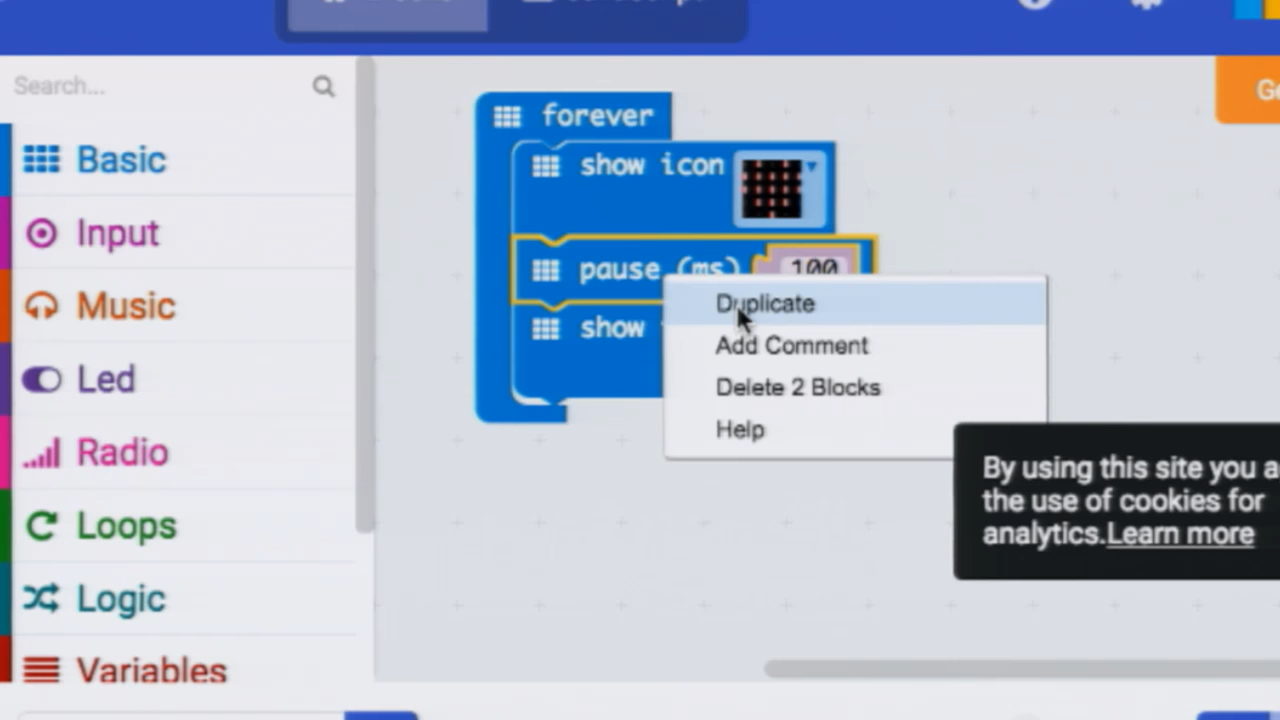 Search...
Basic
Input
Music
Led
Radio
Loops
Logic
Variables
forever
show icon
pause (ms) 100
show
Duplicate
Add Comment
Delete 2 Blocks
Help
By using this site you a
the use of cookies for
analytics.Learn more